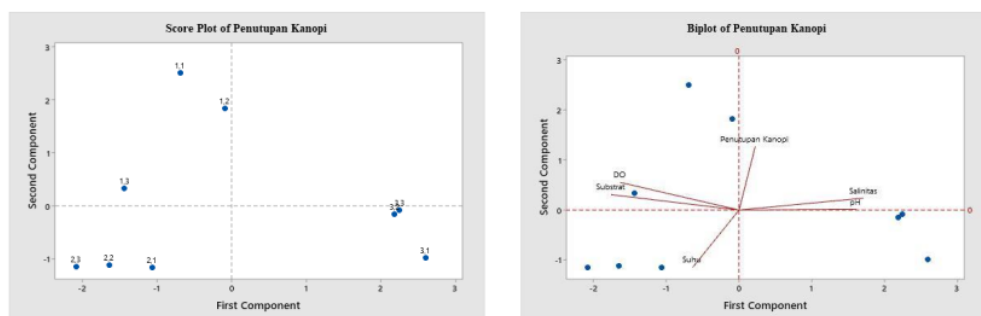 Score Plot of Penutupan Kanopi
3
2
1
0
-1
Second Component
1,1
1,2
1,3
3,3
2,3
2,2
2,1
3,1
-2
-1
0
1
2
3
First Component
Biplot of Penutupan Kanopi
0
3
2
1
0
-1
Second Component
Penutupan Kanopi
DO
Substrat
Salinitas
pH
0
Suhu
-2
-1
0
1
2
3
First Component